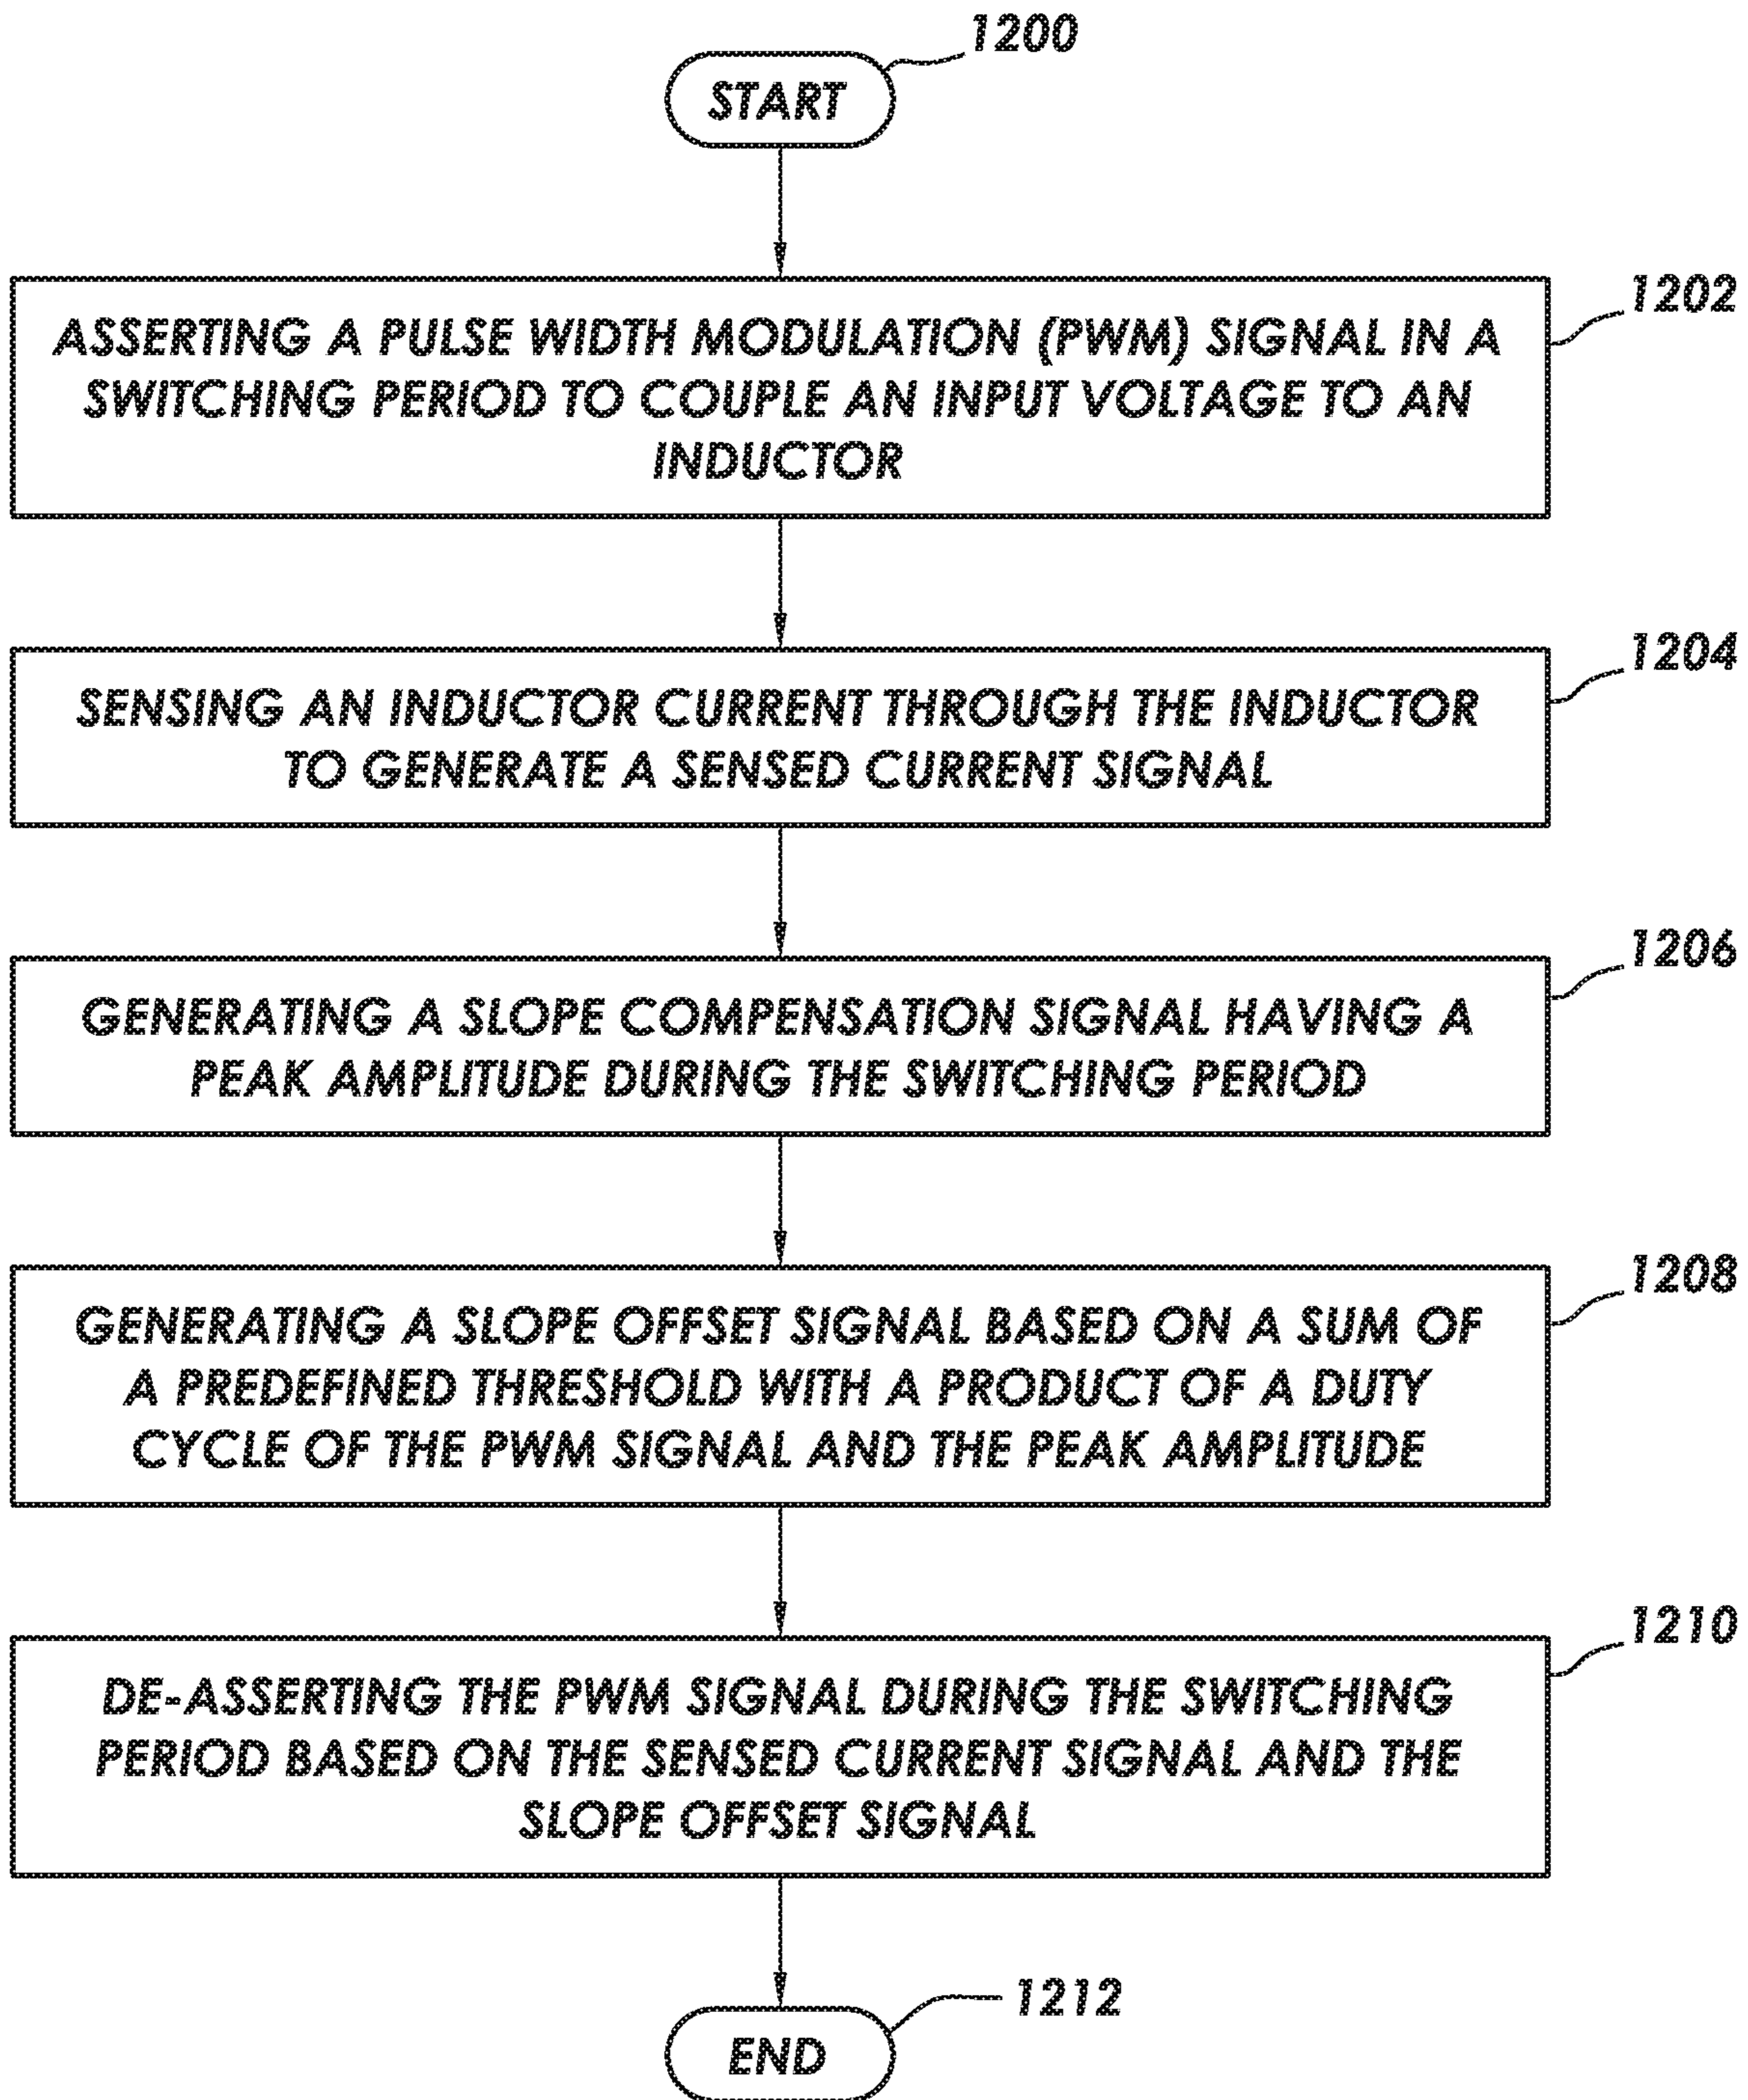 1200
START
1202
ASSERTING A PULSE WIDTH MODULATION (PWM) SIGNAL IN A
SWITCHING PERIOD TO COUPLE AN INPUT VOLTAGE TO AN
INDUCTOR
1204
SENSING AN INDUCTOR CURRENT THROUGH THE INDUCTOR
TO GENERATE A SENSED CURRENT SIGNAL
1206
GENERATING A SLOPE COMPENSATION SIGNAL HAVING A
PEAK AMPLITUDE DURING THE SWITCHING PERIOD
1208
GENERATING A SLOPE OFFSET SIGNAL BASED ON A SUM OF
A PREDEFINED THRESHOLD WITH A PRODUCT OF A DUTY
CYCLE OF THE PWM SIGNAL AND THE PEAK AMPLITUDE
1210
DE-ASSERTING THE PWM SIGNAL DURING THE SWITCHING
PERIOD BASED ON THE SENSED CURRENT SIGNAL AND THE
SLOPE OFFSET SIGNAL
1212
END